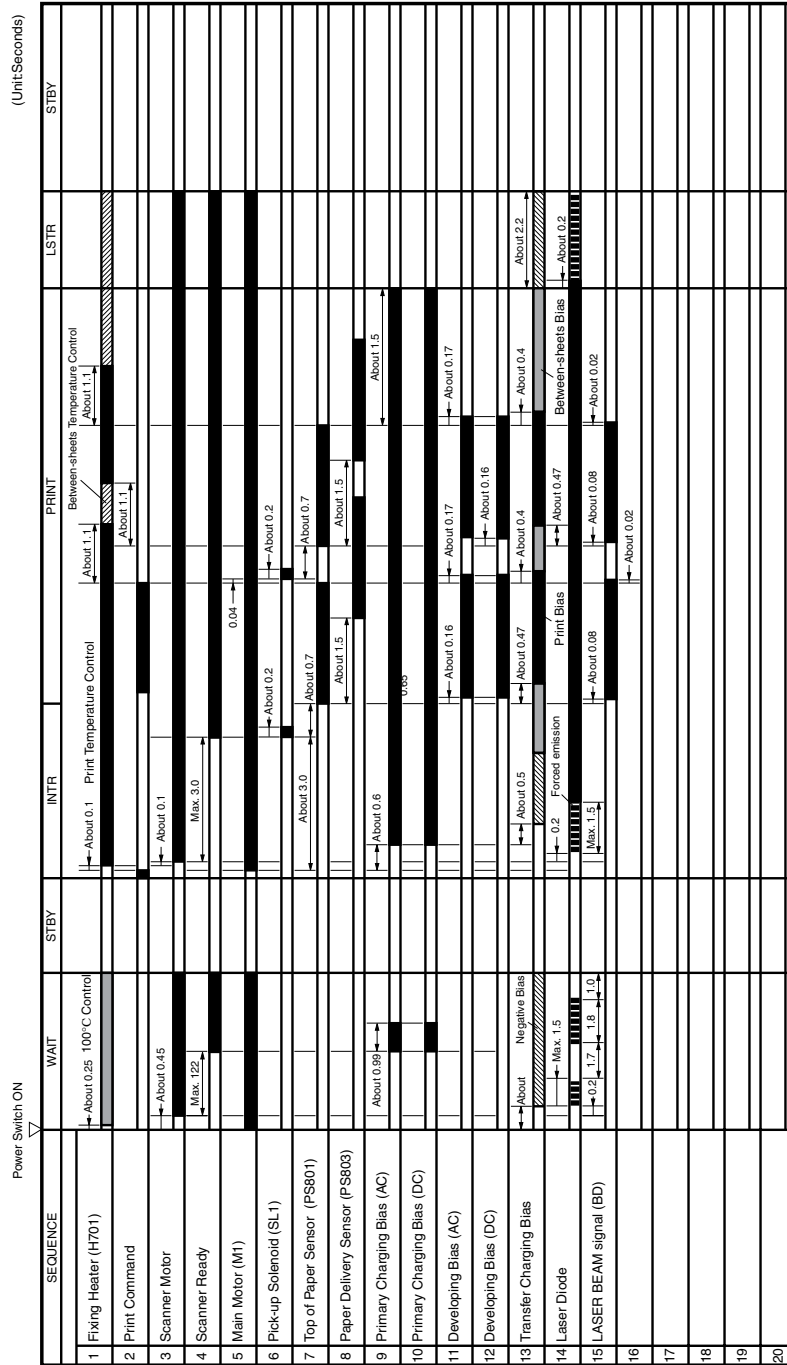 (Unit:Seconds)
Power Switch ON
SEQUENCE WAIT STBY INTR PRINT LSTR STBY
1 Fixing Heater (H701)
About 0.25 100°C Control
About 0.1 Print Temperature Control
About 1.1
Between-sheets Temperature Control
About 1.1
2 Print Command
About 1.1
3 Scanner Motor
About 0.45
About 0.1
4 Scanner Ready
Max. 122
Max. 3.0
5 Main Motor (M1)
0.04
6 Pick-up Solenoid (SL1)
About 0.2
About 0.2
7 Top of Paper Sensor (PS801)
About 3.0
About 0.7
About 0.7
8 Paper Delivery Sensor (PS803)
About 1.5
About 1.5
9 Primary Charging Bias (AC)
About 0.99
About 0.6
About 1.5
10 Primary Charging Bias (DC)
0.65
11 Developing Bias (AC)
About 0.16
About 0.17
About 0.17
12 Developing Bias (DC)
About 0.16
13 Transfer Charging Bias
About
Negative Bias
About 0.5
About 0.47
About 0.4
About 0.4
About 2.2
14 Laser Diode
Max. 1.5
0.2
Forced emission
Print Bias
About 0.47
Between-sheets Bias
About 0.2
15 LASER BEAM signal (BD)
0.2 1.7 1.8 1.0
Max. 1.5
About 0.08
About 0.08
About 0.02
16
About 0.02
17
18
19
20